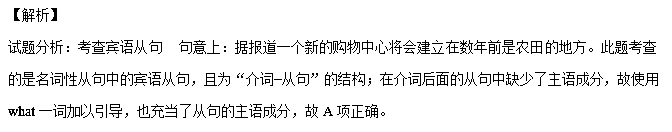 【解析】
试题分析：考查宾语从句　句意上：据报道一个新的购物中心将会建立在数年前是农田的地方。此题考查
的是名词性从句中的宾语从句，且为“介词–从句”的结构；在介词后面的从句中缺少了主语成分，故使用
what 一词加以引导，也充当了从句的主语成分，故 A 项正确。